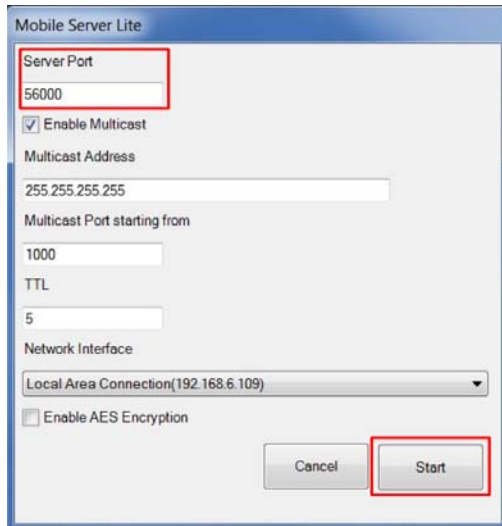 Mobile Server Lite
Server Port
56000
Enable Multicast
Multicast Address
255.255.255.255
Multicast Port starting from
1000
TTL
5
Network Interface
Local Area Connection(192.168.6.109)
Enable AES Encryption
Cancel Start